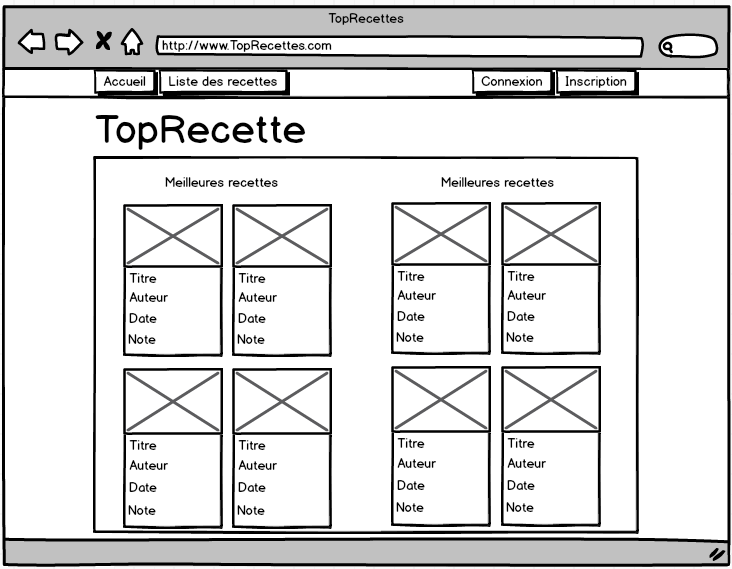 TopRecettes
http://www.TopRecettes.com
Accueil Liste des recettes Connexion Inscription
TopRecette
Meilleures recettes Meilleures recettes
Titre Titre Titre Titre
Auteur Auteur Auteur Auteur
Date Date Date Date
Note Note Note Note
Titre Titre Titre Titre
Auteur Auteur Auteur Auteur
Date Date Date Date
Note Note Note Note